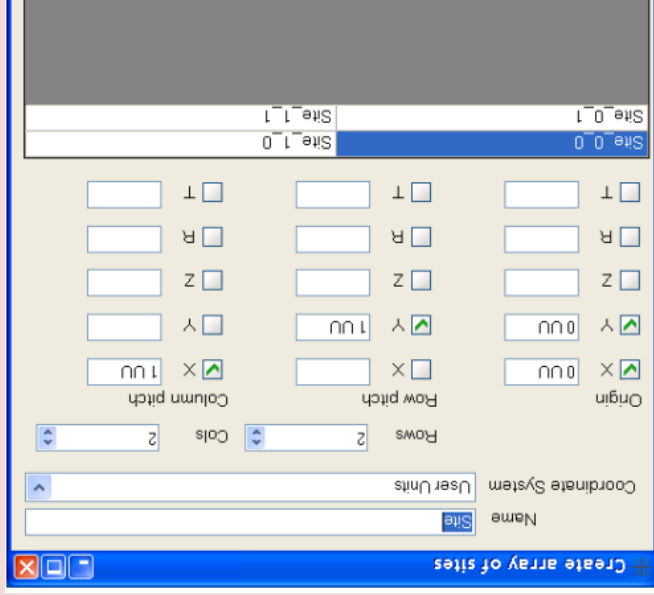 Create array of sites
Name Site
Coordinate System User Units
Rows 2 Cols 2
Origin Row pitch Column pitch
X 0 UU X X 1 UU
Y 0 UU Y 1 UU Y
Z Z Z
R R R
T T T
Site_0_0 Site_1_0
Site_0_1 Site_1_1